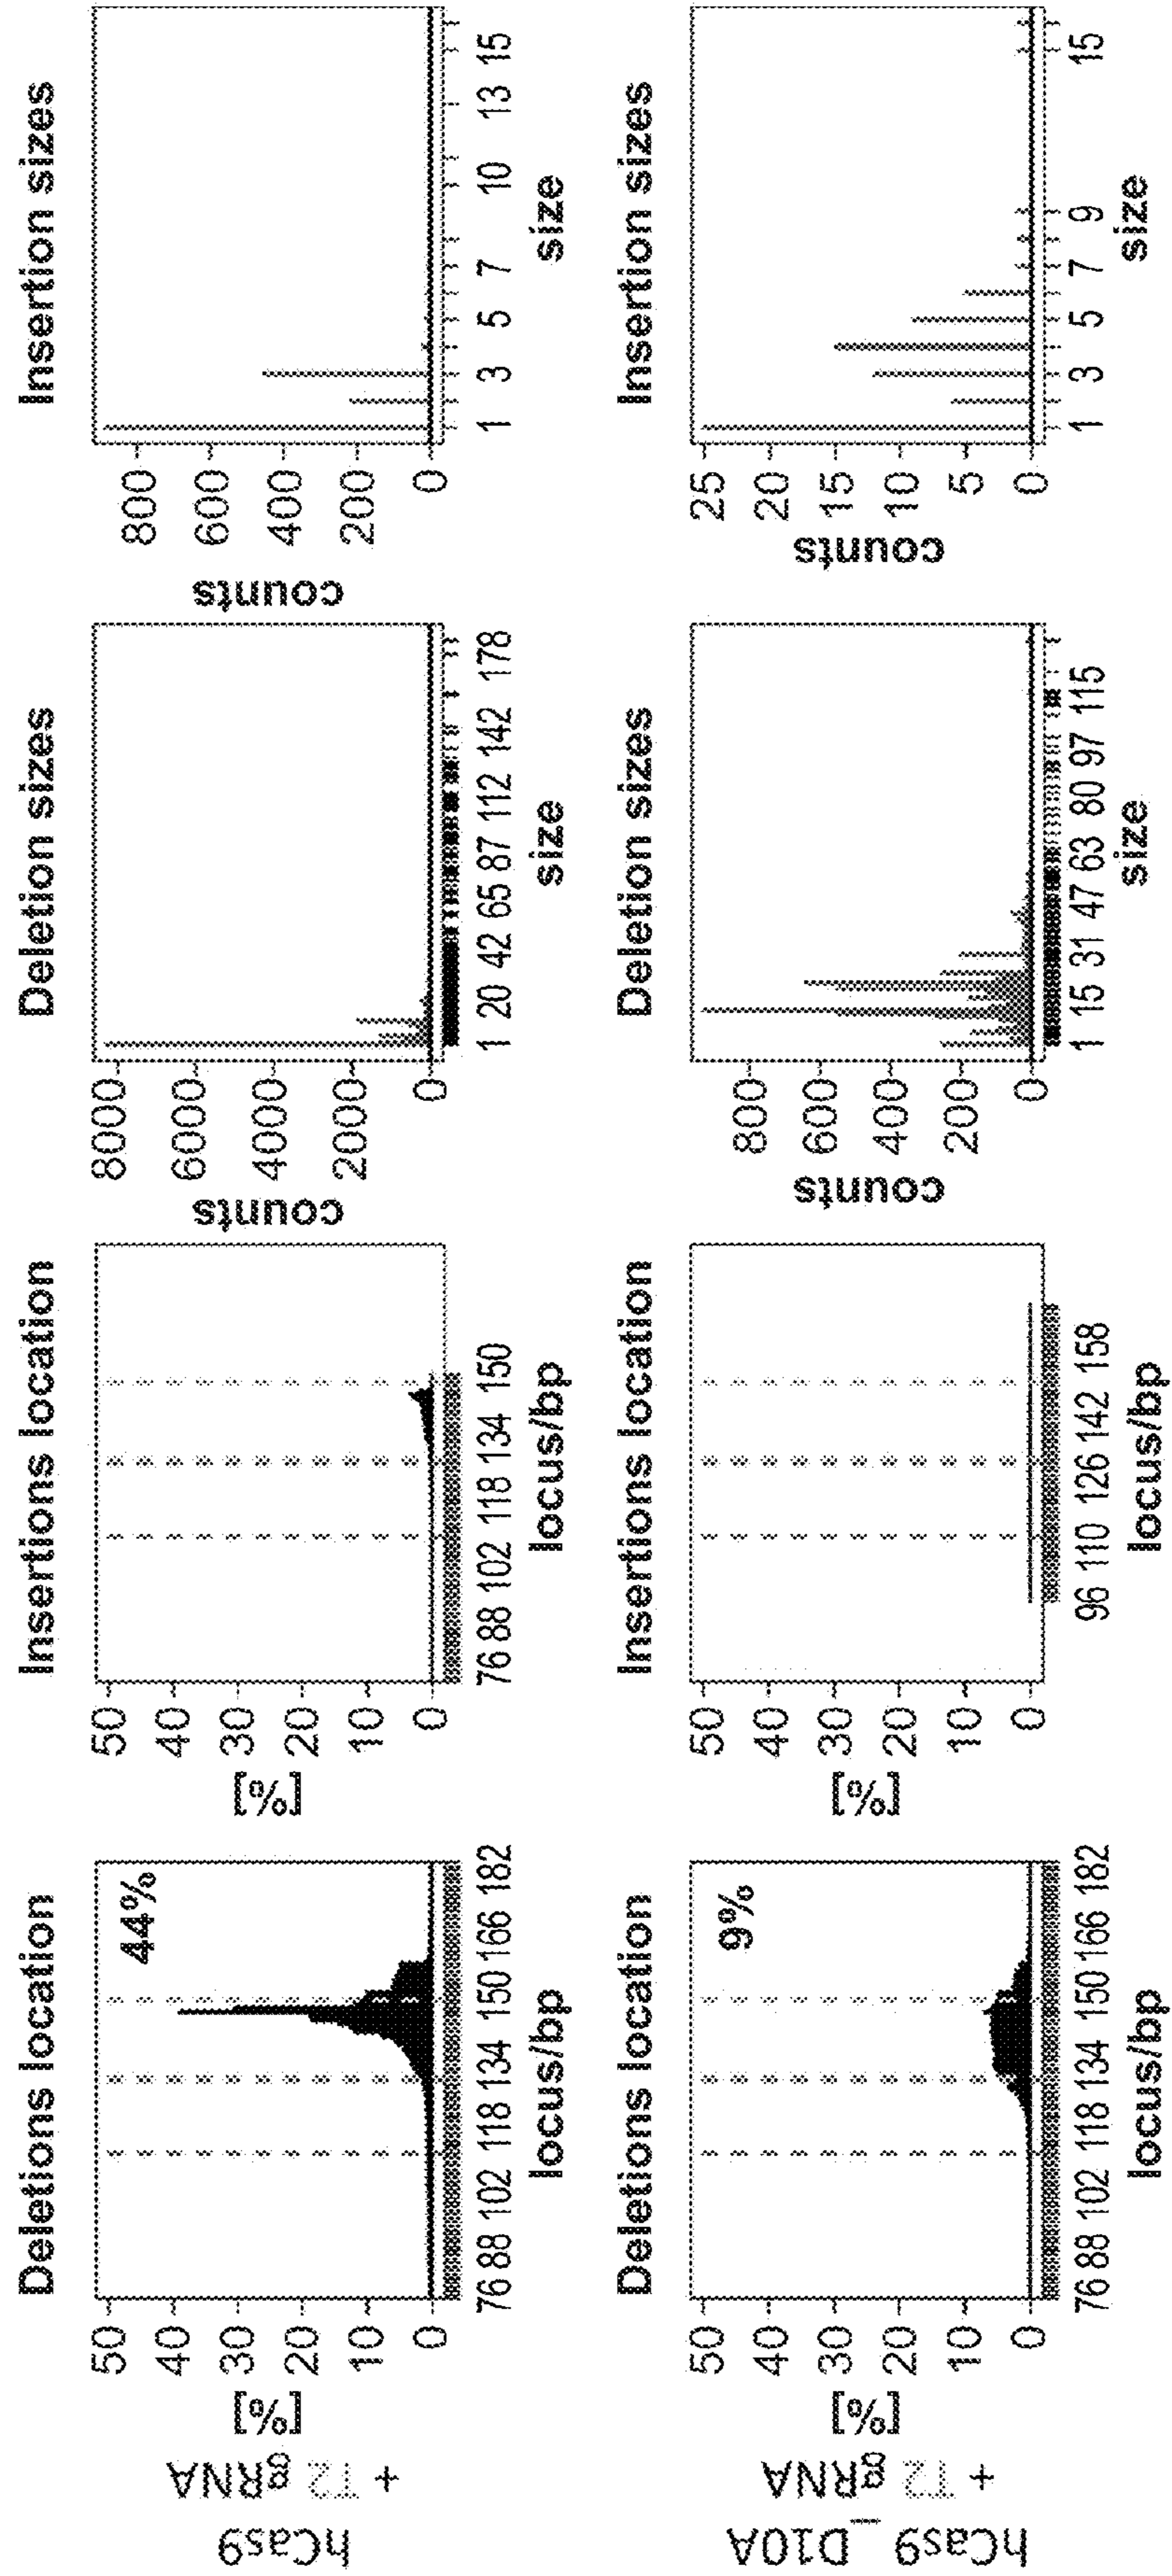 hCas9
+ T2 gRNA
Deletions location
[%]
50
40
30
20
10
0
44%
76 88 102 118 134 150 166 182
locus/bp
Insertions location
[%]
50
40
30
20
10
0
76 88 102 118 134 150
locus/bp
Deletion sizes
counts
8000
6000
4000
2000
0
1 20 42 65 87 112 142 178
size
Insertion sizes
counts
800
600
400
200
0
1 3 5 7 10 13 15
size
hCas9_D10A
+ T2 gRNA
Deletions location
[%]
50
40
30
20
10
0
9%
76 88 102 118 134 150 166 182
locus/bp
Insertions location
[%]
50
40
30
20
10
0
96 110 126 142 158
locus/bp
Deletion sizes
counts
800
600
400
200
0
1 15 31 47 63 80 97 115
size
Insertion sizes
counts
25
20
15
10
5
0
1 3 5 7 9 15
size